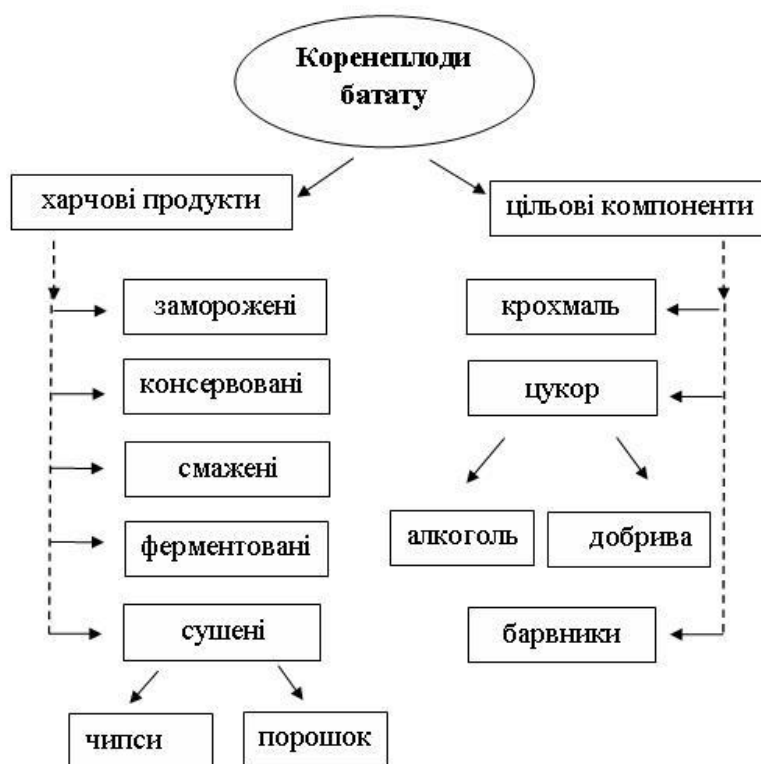 Коренеплоди
батату
харчові продукти
цільові компоненти
заморожені
крохмаль
консервовані
цукор
смажені
алкоголь
добрива
ферментовані
сушені
барвники
чипси
порошок